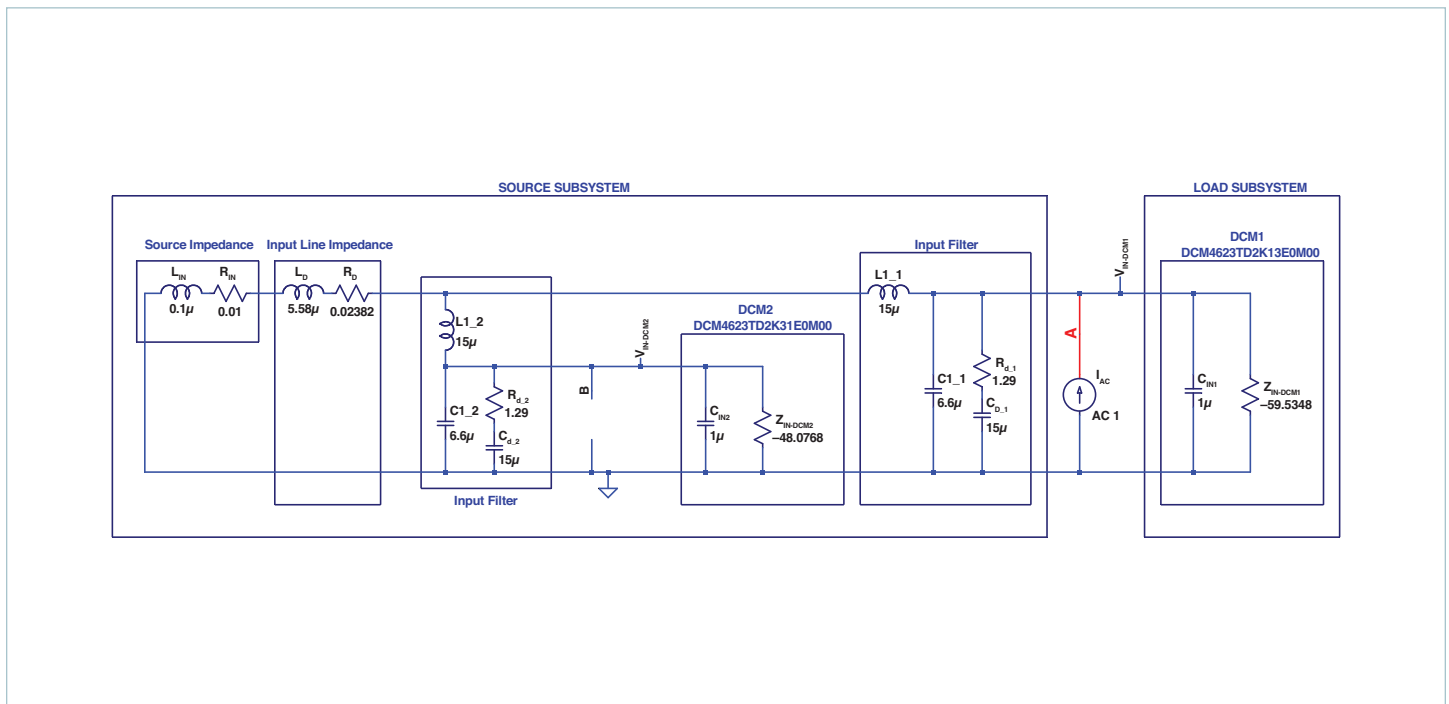 SOURCE SUBSYSTEM
LOAD SUBSYSTEM
Source Impedance
Input Line Impedance
Input Filter
DCM1
DCM4623TD2K13E0M00
L_IN
R_IN
0.1µ
0.01
L_D
R_D
5.58µ
0.02382
L1_1
15µ
V_IN-DCM1
L1_2
15µ
DCM2
DCM4623TD2K31E0M00
V_IN-DCM2
A
B
C1_2
6.6µ
R_d_2
1.29
C_d_2
15µ
Input Filter
C_IN2
1µ
Z_IN-DCM2
–48.0768
C1_1
6.6µ
R_d_1
1.29
C_D_1
15µ
I_AC
AC 1
C_IN1
1µ
Z_IN-DCM1
–59.5348